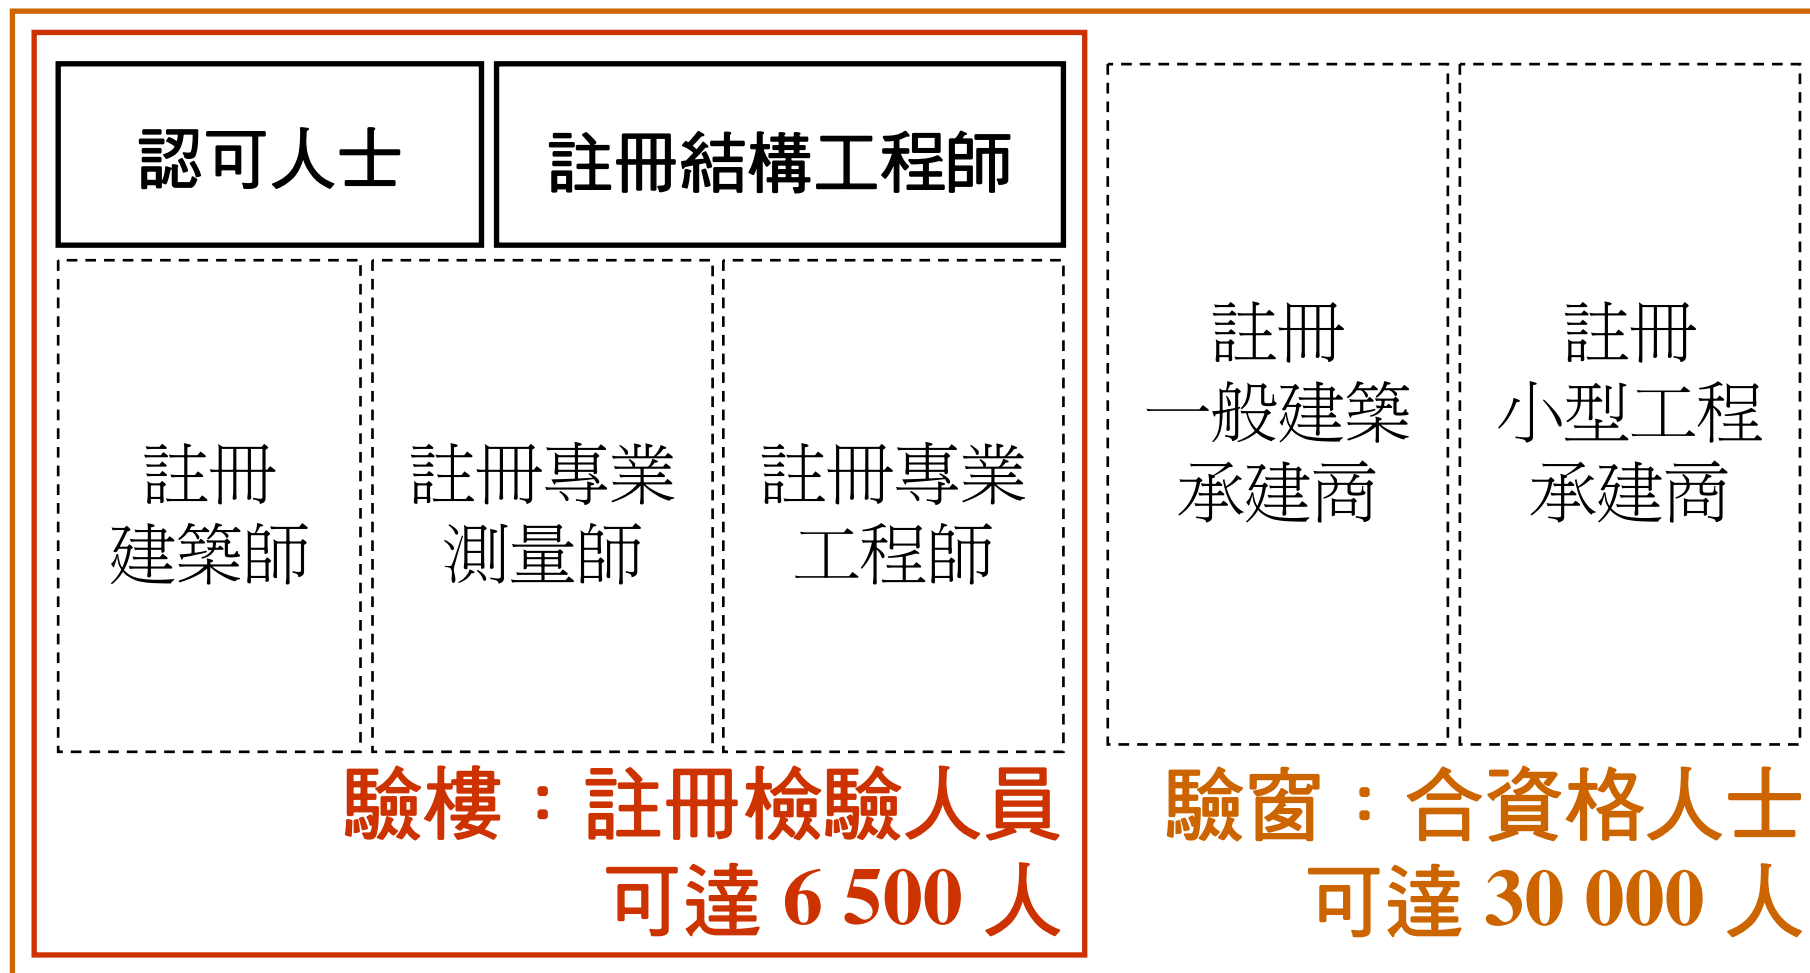 認可人士
註冊結構工程師
註冊
建築師
註冊專業
測量師
註冊專業
工程師
註冊
一般建築
承建商
註冊
小型工程
承建商
驗樓：註冊檢驗人員
可達 6 500 人
驗窗：合資格人士
可達 30 000 人